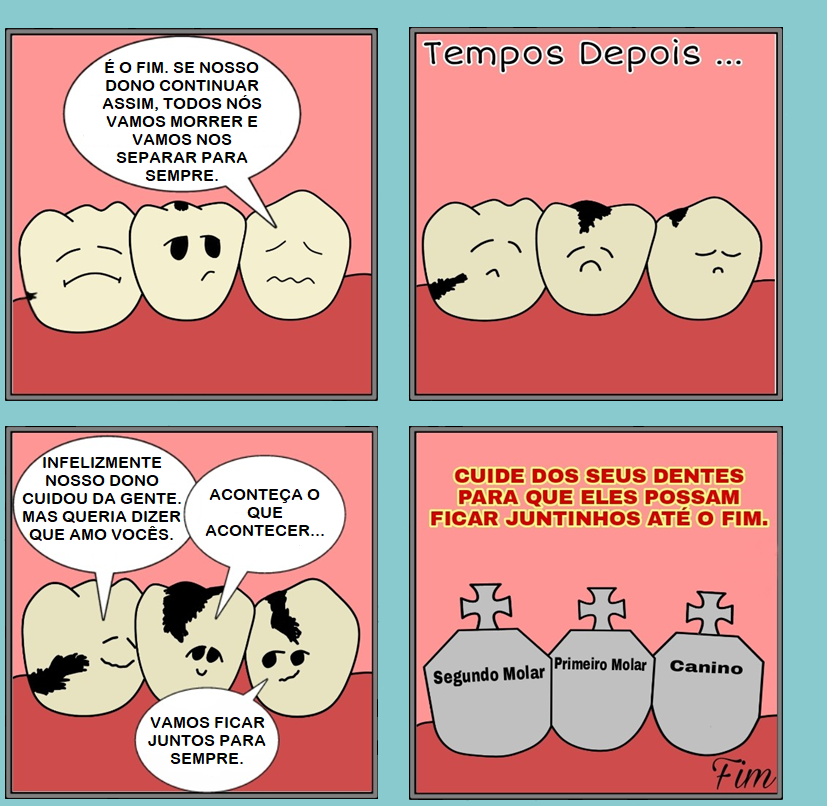 É O FIM. SE NOSSO
DONO CONTINUAR
ASSIM, TODOS NÓS
VAMOS MORRER E
VAMOS NOS
SEPARAR PARA
SEMPRE.
Tempos Depois ...
INFELIZMENTE
NOSSO DONO
CUIDOU DA GENTE.
MAS QUERIA DIZER
QUE AMO VOCÊS.
ACONTEÇA O
QUE
ACONTECER...
VAMOS FICAR
JUNTOS PARA
SEMPRE.
CUIDE DOS SEUS DENTES
PARA QUE ELES POSSAM
FICAR JUNTINHOS ATÉ O FIM.
Segundo Molar
Primeiro Molar
Canino
Fim